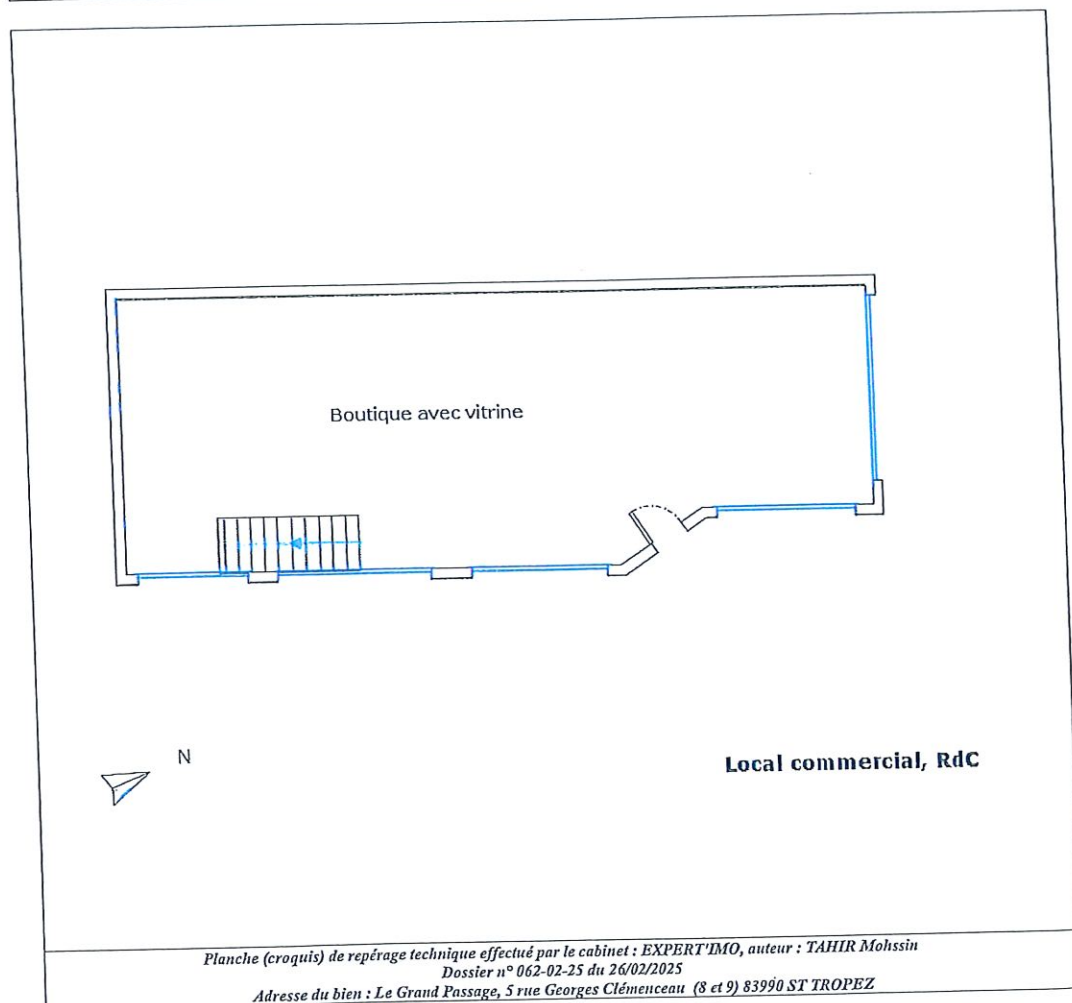 Boutique avec vitrine
N
Local commercial, RdC
Planche (croquis) de repérage technique effectué par le cabinet : EXPERT'IMO, auteur : TAHIR Mohssin
Dossier n° 062-02-25 du 26/02/2025
Adresse du bien : Le Grand Passage, 5 rue Georges Clémenceau (8 et 9) 83990 ST TROPEZ